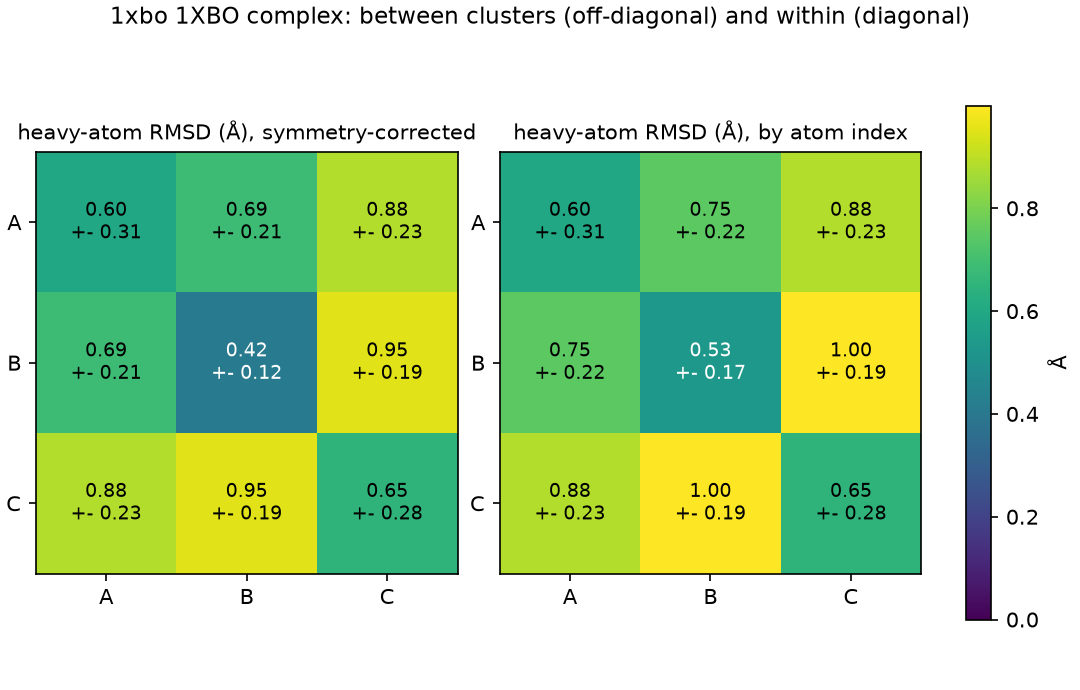 1xbo 1XBO complex: between clusters (off-diagonal) and within (diagonal)
heavy-atom RMSD (Å), symmetry-corrected
A
B
C
0.60
+- 0.31
0.69
+- 0.21
0.88
+- 0.23
0.69
+- 0.21
0.42
+- 0.12
0.95
+- 0.19
0.88
+- 0.23
0.95
+- 0.19
0.65
+- 0.28
A
B
C
heavy-atom RMSD (Å), by atom index
A
B
C
0.60
+- 0.31
0.75
+- 0.22
0.88
+- 0.23
0.75
+- 0.22
0.53
+- 0.17
1.00
+- 0.19
0.88
+- 0.23
1.00
+- 0.19
0.65
+- 0.28
A
B
C
0.8
0.6
0.4
0.2
0.0
Å